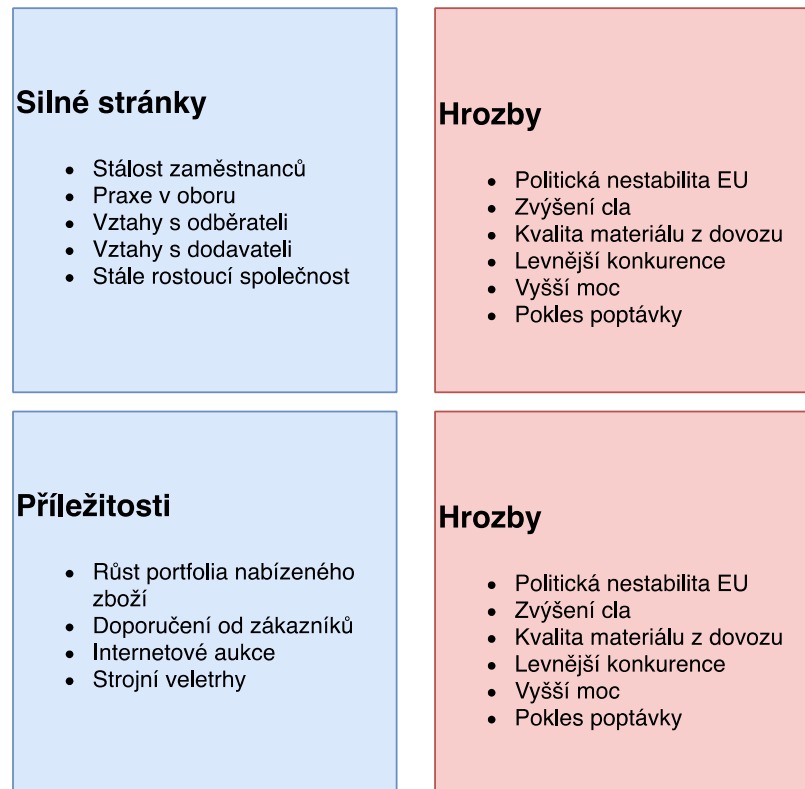 Silné stránky
• Stálost zaměstnanců
• Praxe v oboru
• Vztahy s odběrateli
• Vztahy s dodavateli
• Stále rostoucí společnost
Hrozby
• Politická nestabilita EU
• Zvýšení cla
• Kvalita materiálu z dovozu
• Levnější konkurence
• Vyšší moc
• Pokles poptávky
Příležitosti
• Růst portfolia nabízeného
zboží
• Doporučení od zákazníků
• Internetové aukce
• Strojní veletrhy
Hrozby
• Politická nestabilita EU
• Zvýšení cla
• Kvalita materiálu z dovozu
• Levnější konkurence
• Vyšší moc
• Pokles poptávky